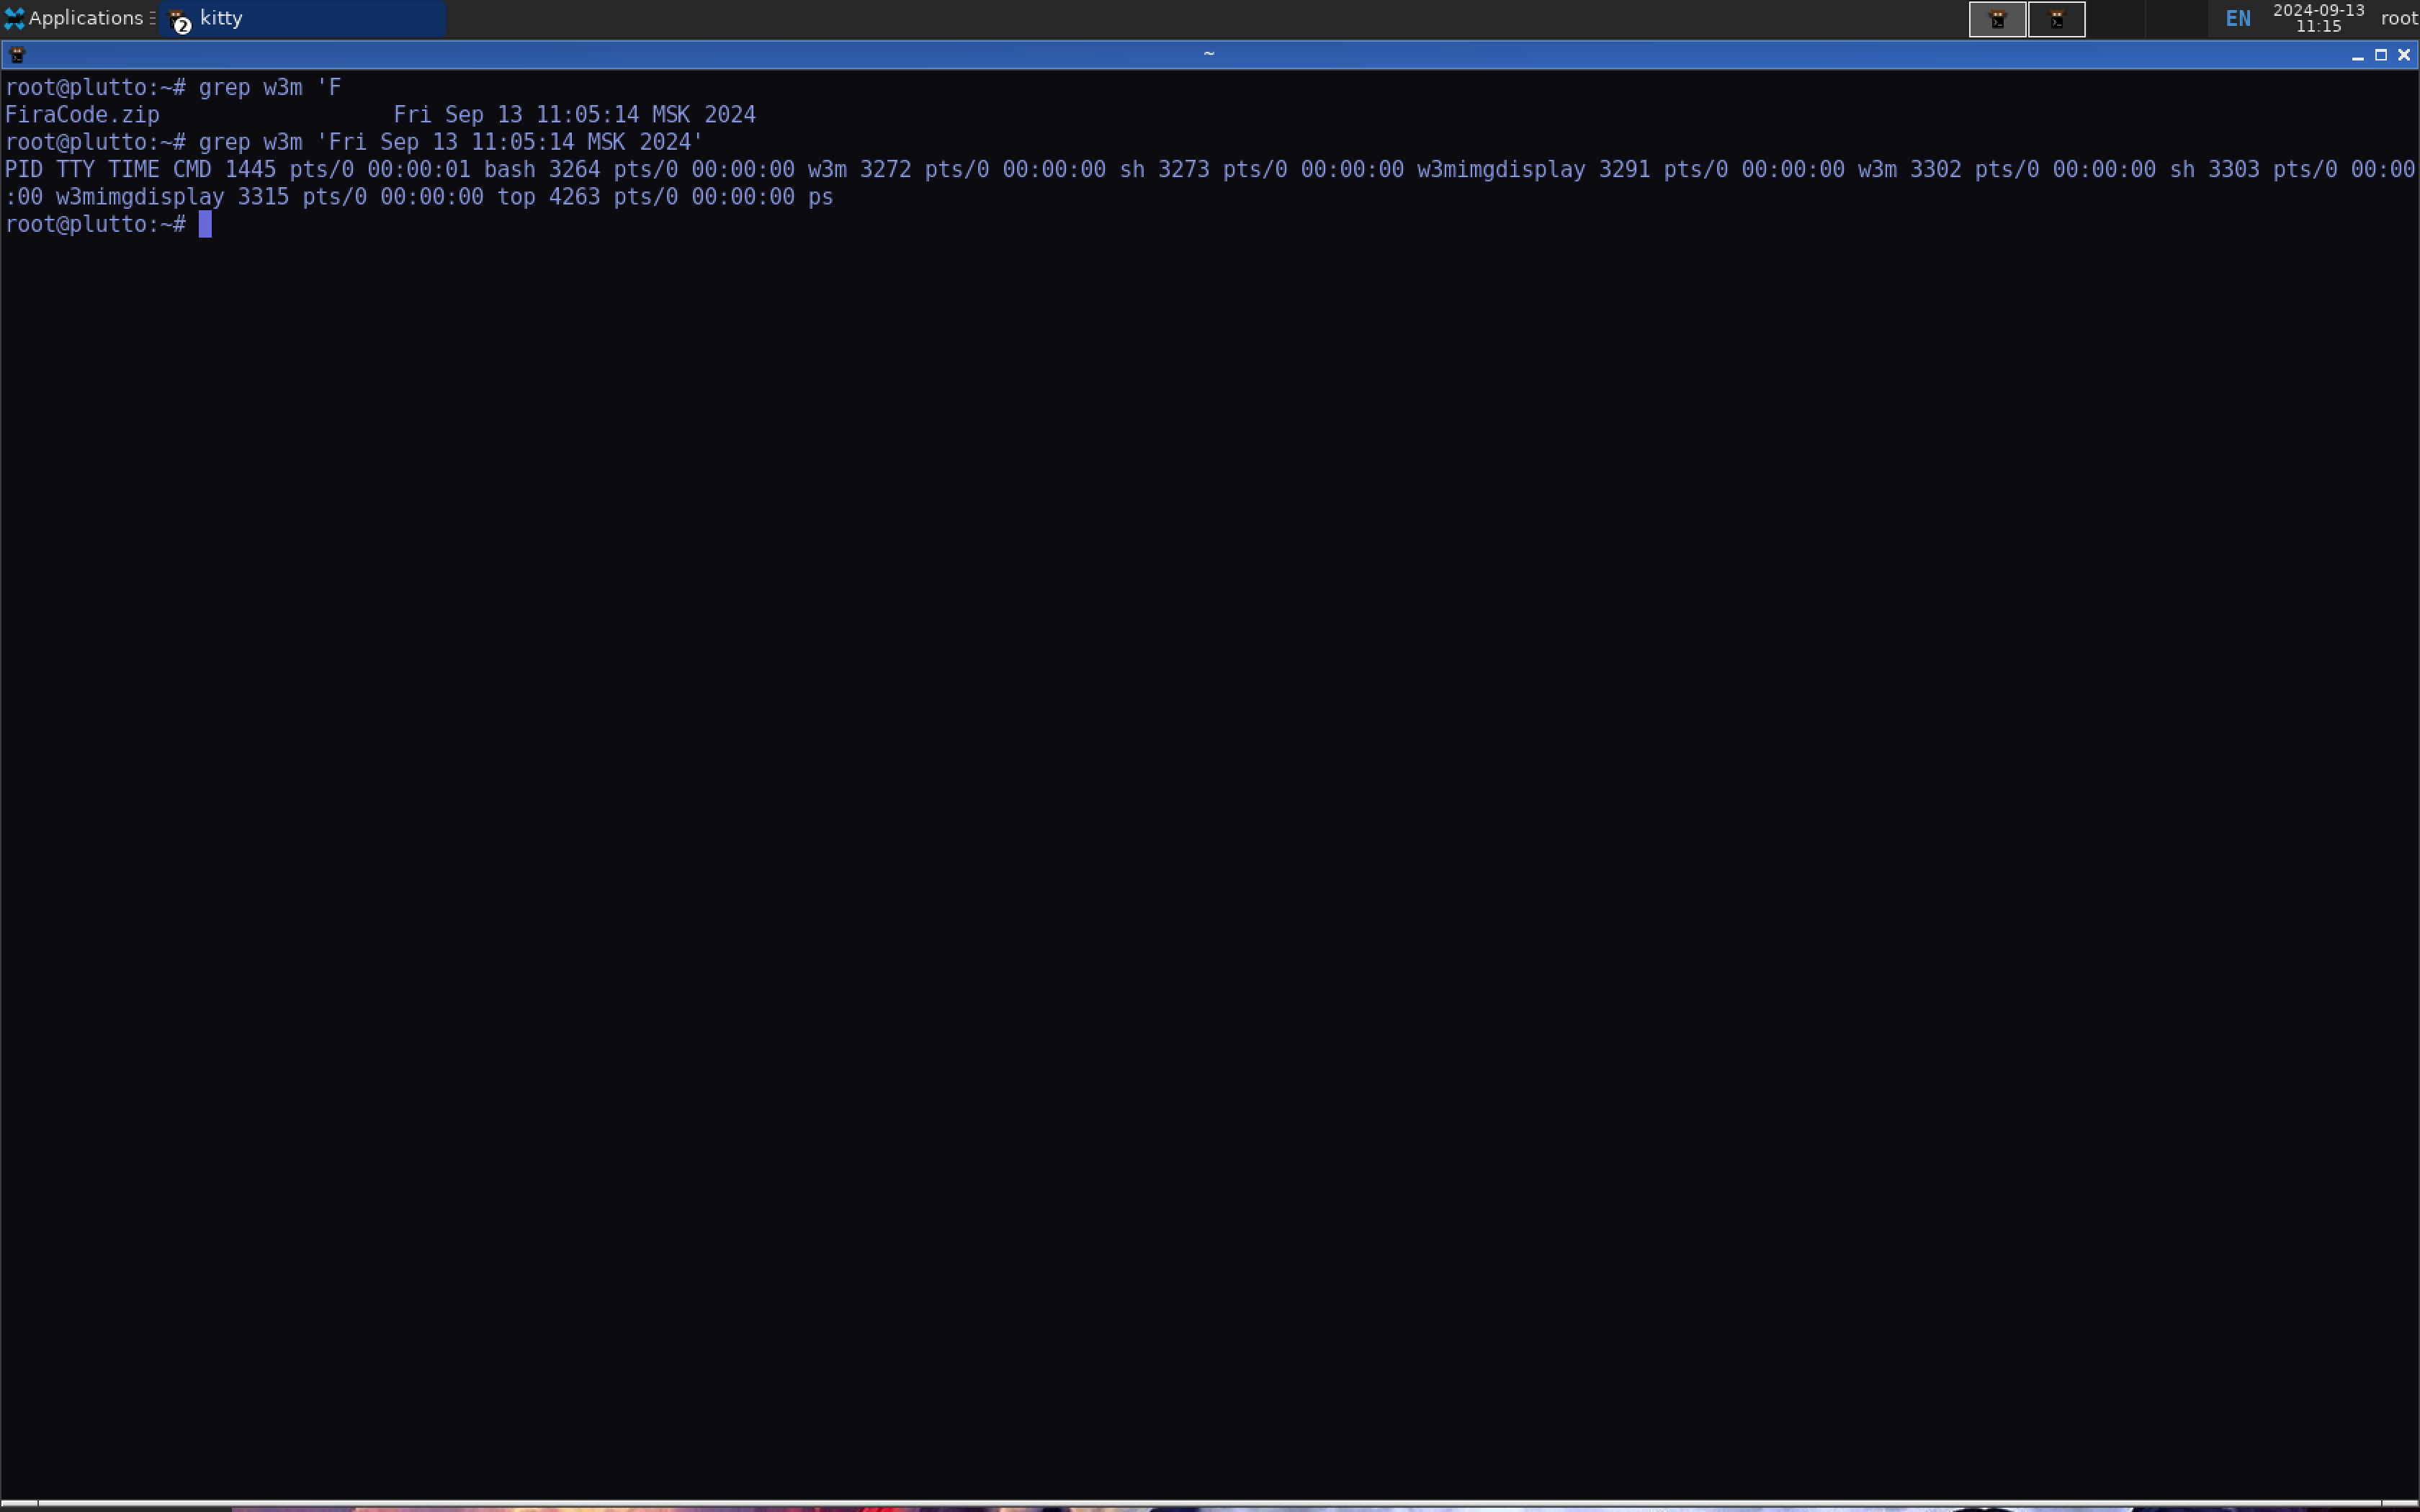 Applications
2
kitty
EN
2024-09-13
11:15
root
~
root@plutto:~# grep w3m 'F
FiraCode.zip                  Fri Sep 13 11:05:14 MSK 2024
root@plutto:~# grep w3m 'Fri Sep 13 11:05:14 MSK 2024'
PID TTY TIME CMD 1445 pts/0 00:00:01 bash 3264 pts/0 00:00:00 w3m 3272 pts/0 00:00:00 sh 3273 pts/0 00:00:00 w3mimgdisplay 3291 pts/0 00:00:00 w3m 3302 pts/0 00:00:00 sh 3303 pts/0 00:00
:00 w3mimgdisplay 3315 pts/0 00:00:00 top 4263 pts/0 00:00:00 ps
root@plutto:~#